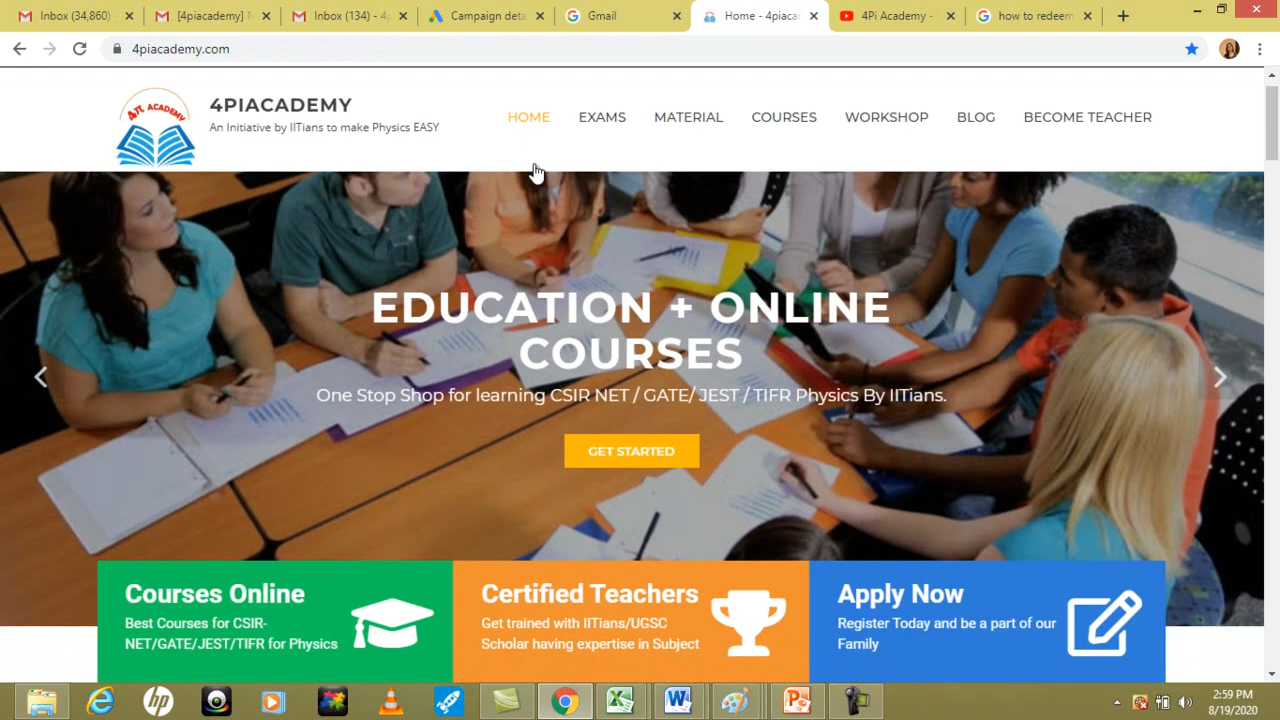 Inbox (34,860) -
[4piacademy]
Inbox (134) - 4
Campaign deta
Gmail
Home - 4piaca
4Pi Academy -
how to redeem
4piacademy.com
4π ACADEMY
4PIACADEMY
An Initiative by IITians to make Physics EASY
HOME
EXAMS
MATERIAL
COURSES
WORKSHOP
BLOG
BECOME TEACHER
EDUCATION + ONLINE
COURSES
One Stop Shop for learning CSIR NET / GATE/ JEST / TIFR Physics By IITians.
GET STARTED
Courses Online
Best Courses for CSIR-
NET/GATE/JEST/TIFR for Physics
Certified Teachers
Get trained with IITians/UGSC
Scholar having expertise in Subject
Apply Now
Register Today and be a part of our
Family
2:59 PM
8/19/2020